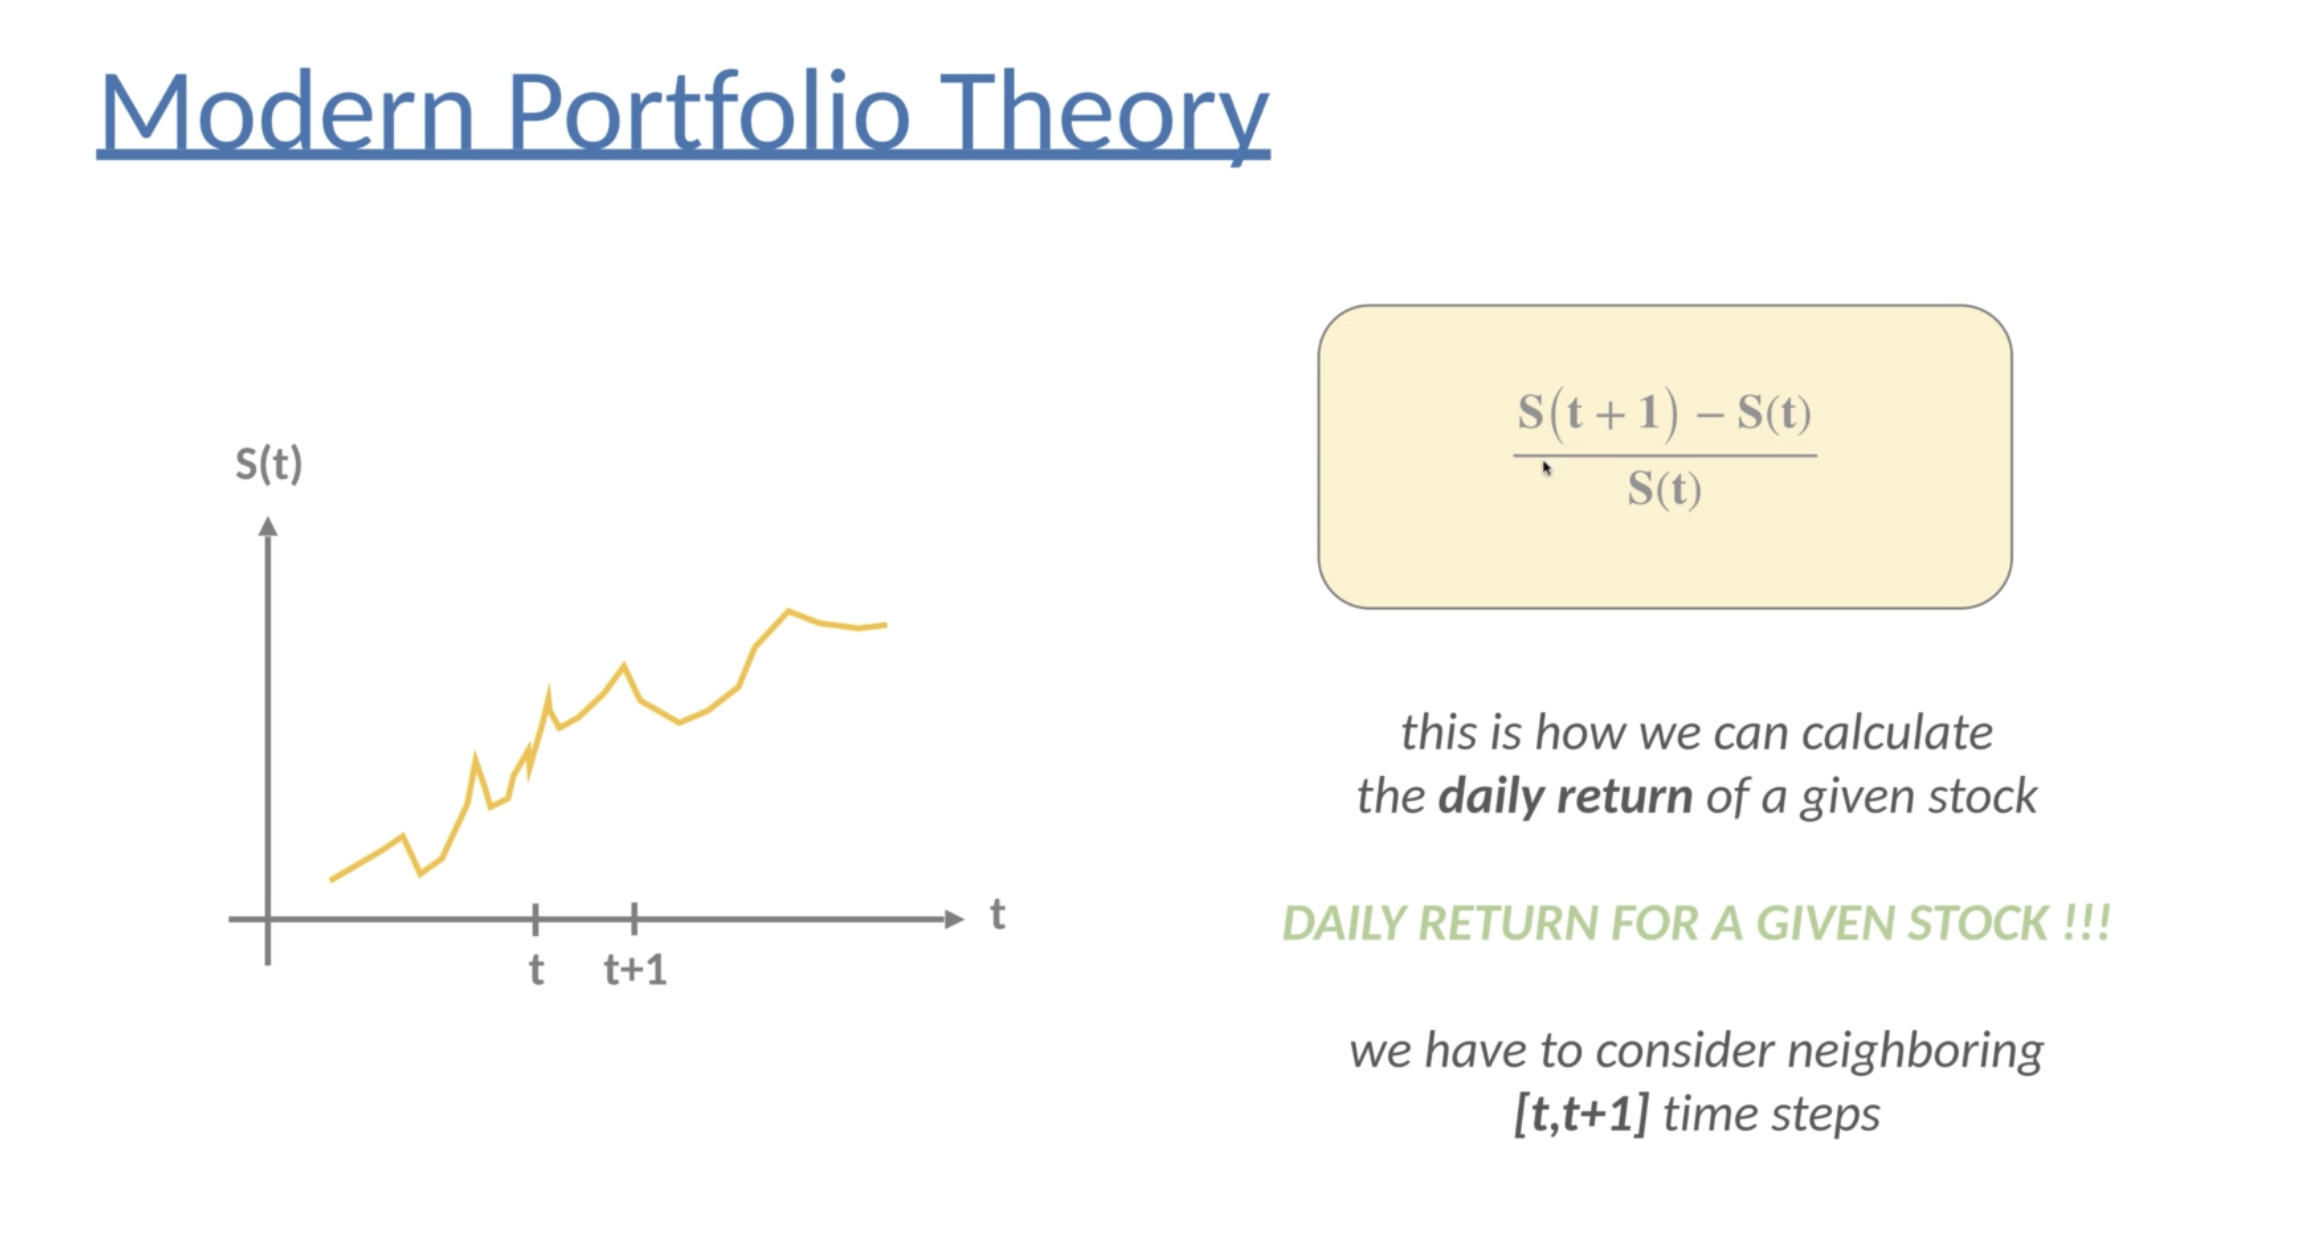 Modern Portfolio Theory
S(t)
t
t
t+1
S(t + 1) − S(t)
S(t)
this is how we can calculate
the daily return of a given stock
DAILY RETURN FOR A GIVEN STOCK !!!
we have to consider neighboring
[t,t+1] time steps